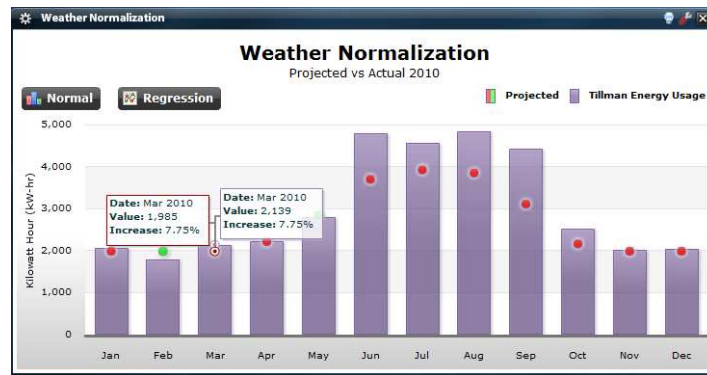 Weather Normalization
Weather Normalization
Projected vs Actual 2010
Normal
Regression
Projected
Tillman Energy Usage
Kilowatt Hour (kW-hr)
5,000
4,000
3,000
2,000
1,000
0
Date: Mar 2010
Value: 1,985
Increase: 7.75%
Date: Mar 2010
Value: 2,139
Increase: 7.75%
Jan Feb Mar Apr May Jun Jul Aug Sep Oct Nov Dec